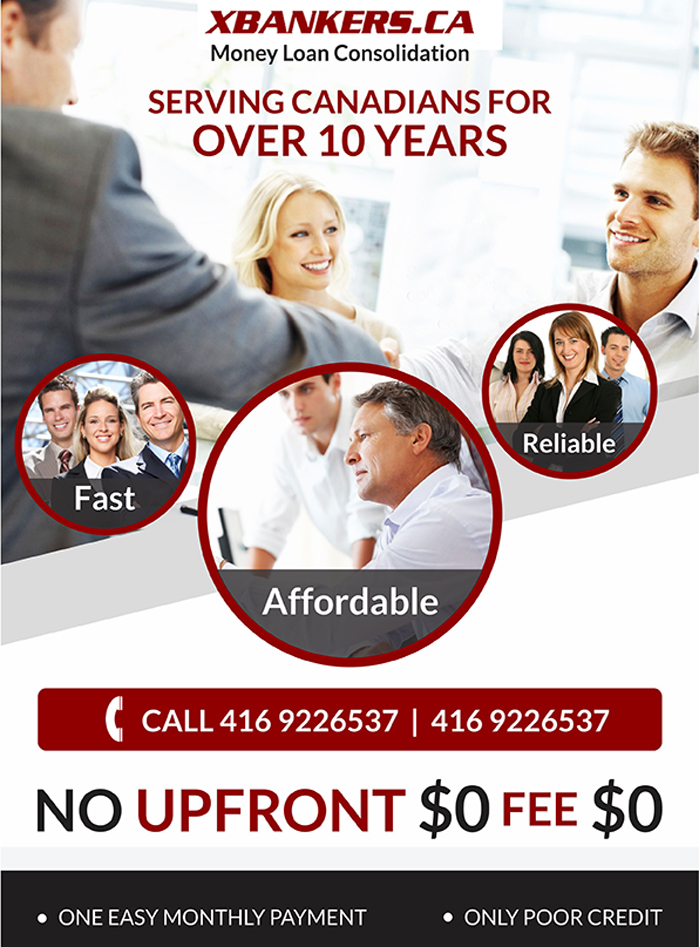 XBANKERS.CA
Money Loan Consolidation
SERVING CANADIANS FOR
OVER 10 YEARS
Fast
Reliable
Affordable
CALL 416 9226537 | 416 9226537
NO UPFRONT $0 FEE $0
• ONE EASY MONTHLY PAYMENT • ONLY POOR CREDIT